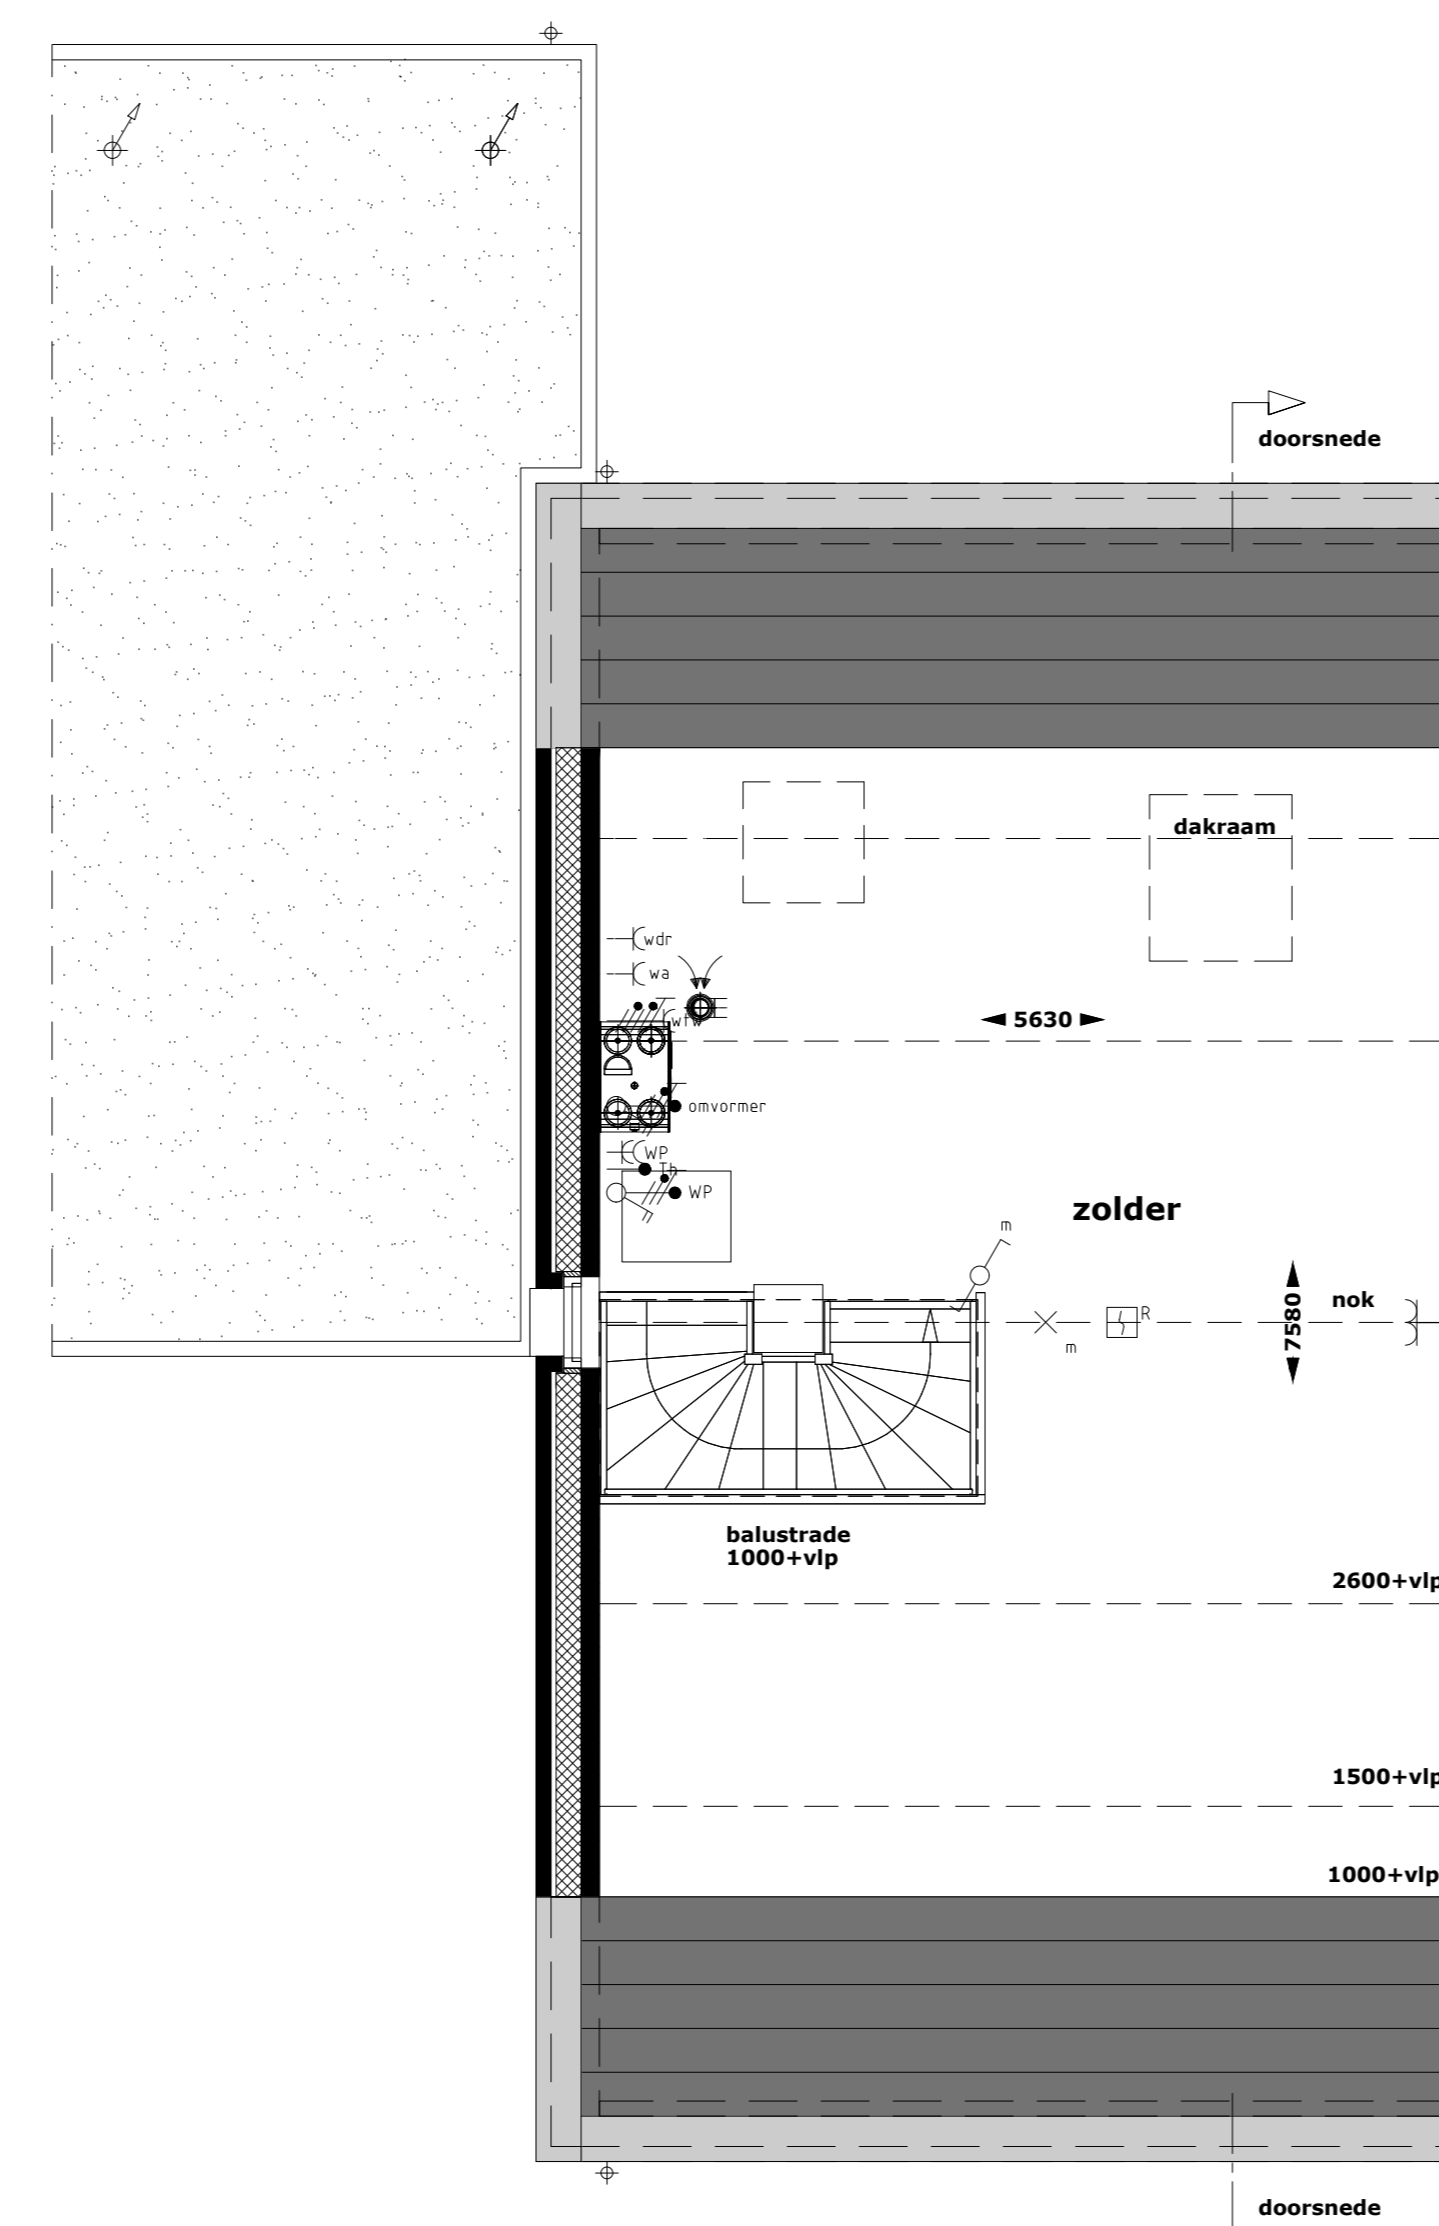 doorsnede
dakraam
wdr
wa
wtw
5630
omvormer
WP
Th
WP
zolder
m
R
m
7580
nok
balustrade
1000+vlp
2600+vlp
1500+vlp
1000+vlp
doorsnede